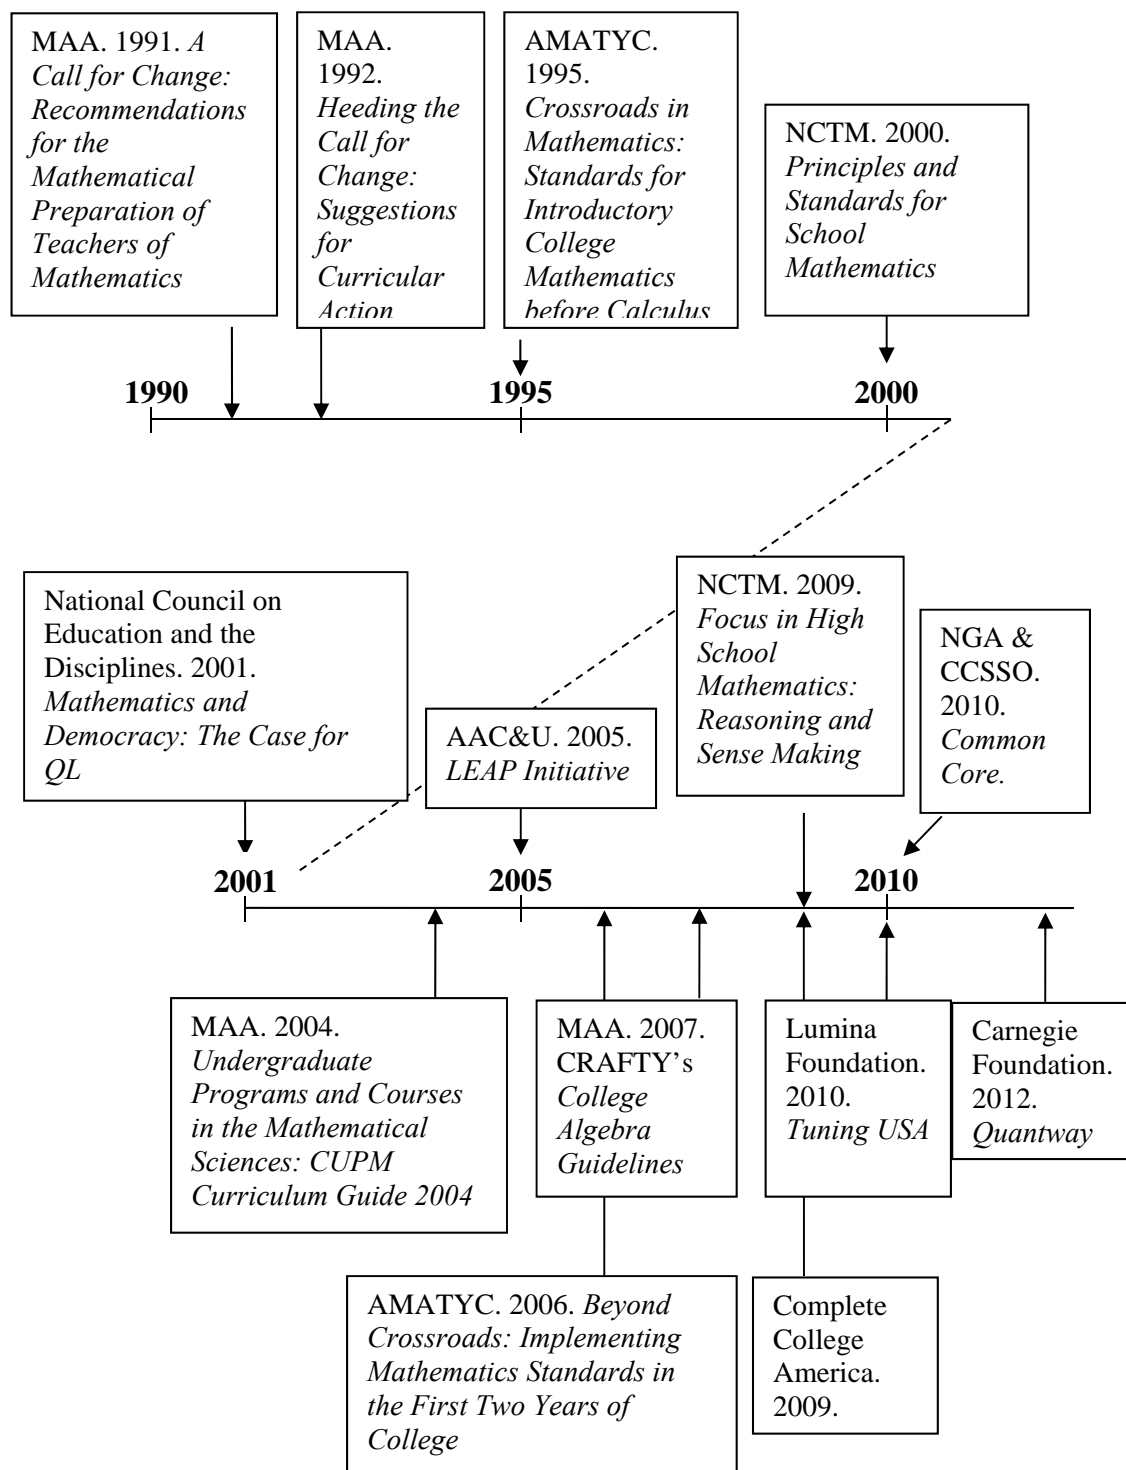 MAA. 1991. A
Call for Change:
Recommendations
for the
Mathematical
Preparation of
Teachers of
Mathematics
MAA.
1992.
Heeding the
Call for
Change:
Suggestions
for
Curricular
Action
AMATYC.
1995.
Crossroads in
Mathematics:
Standards for
Introductory
College
Mathematics
before Calculus
NCTM. 2000.
Principles and
Standards for
School
Mathematics
1990
1995
2000
National Council on
Education and the
Disciplines. 2001.
Mathematics and
Democracy: The Case for
QL
AAC&U. 2005.
LEAP Initiative
NCTM. 2009.
Focus in High
School
Mathematics:
Reasoning and
Sense Making
NGA &
CCSSO.
2010.
Common
Core.
2001
2005
2010
MAA. 2004.
Undergraduate
Programs and Courses
in the Mathematical
Sciences: CUPM
Curriculum Guide 2004
MAA. 2007.
CRAFTY’s
College
Algebra
Guidelines
Lumina
Foundation.
2010.
Tuning USA
Carnegie
Foundation.
2012.
Quantway
AMATYC. 2006. Beyond
Crossroads: Implementing
Mathematics Standards in
the First Two Years of
College
Complete
College
America.
2009.